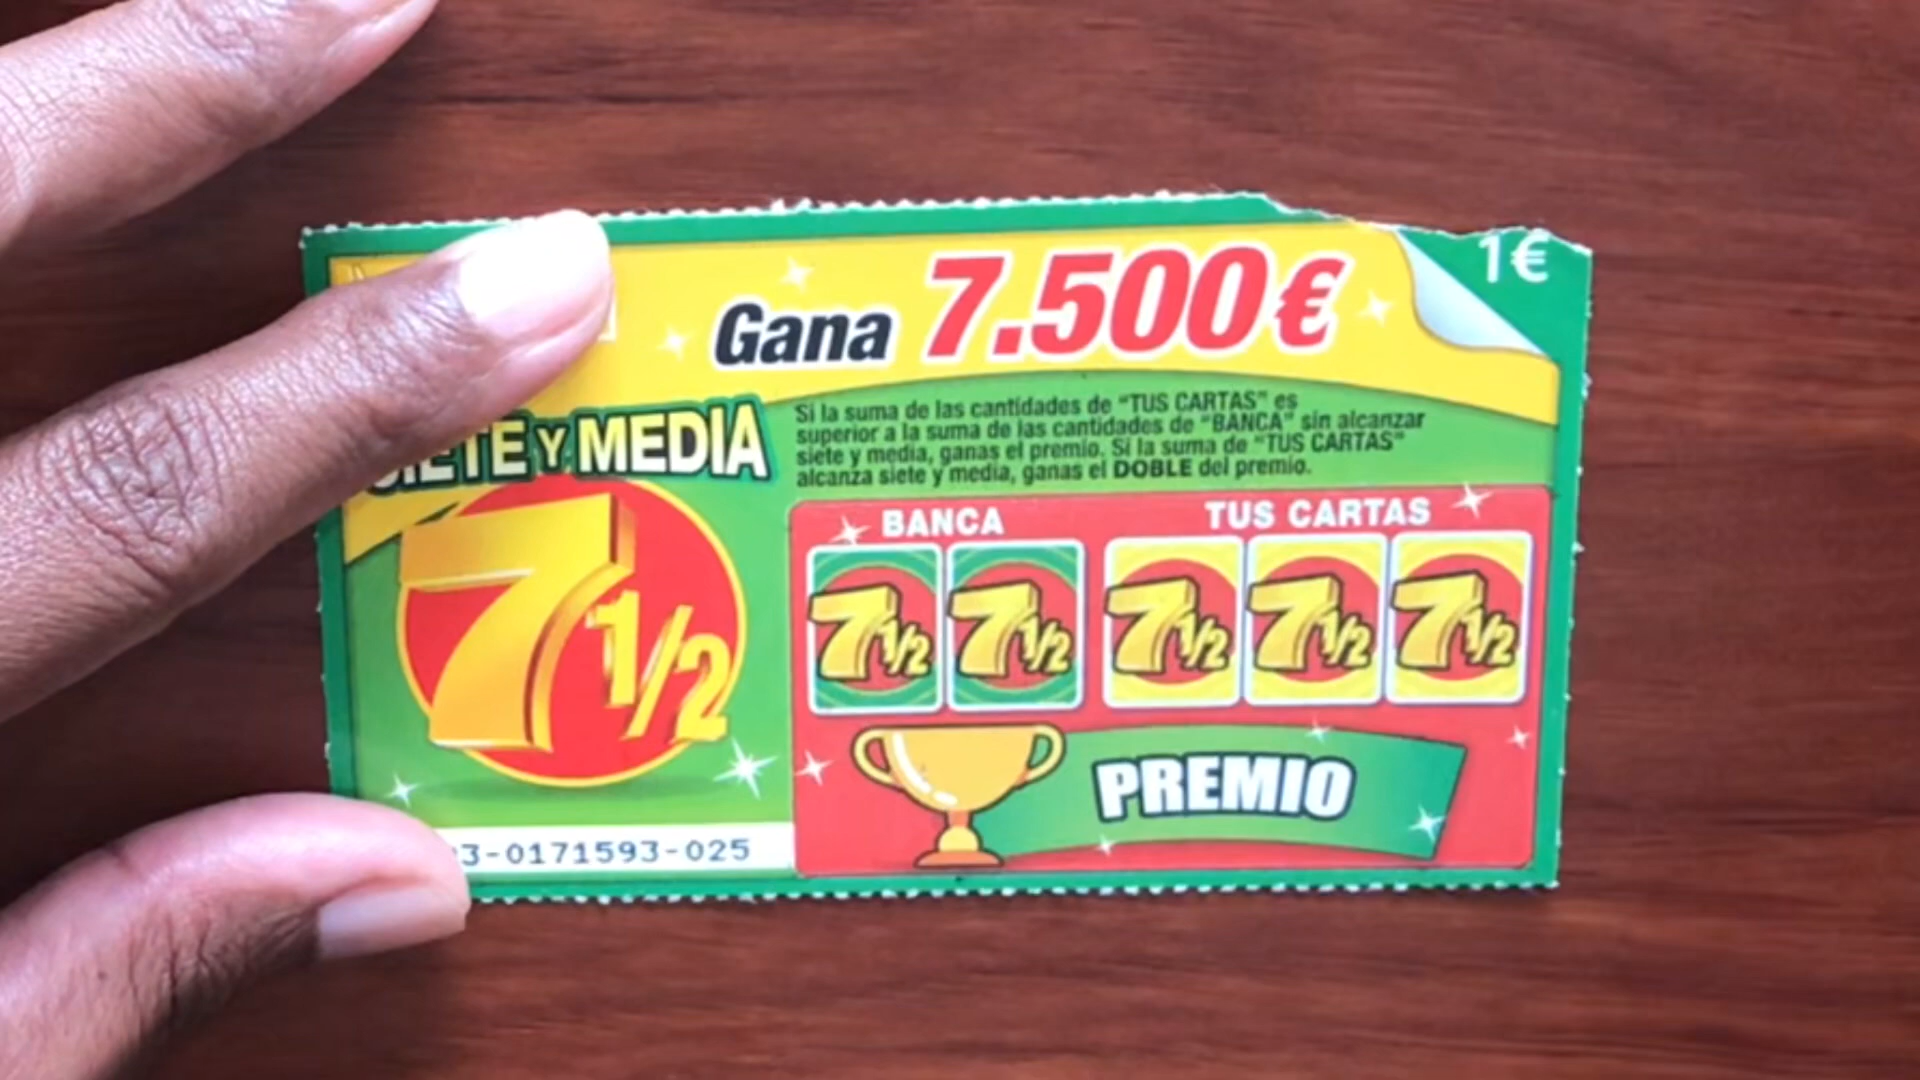 1€
Gana 7.500€
SIETE Y MEDIA
Si la suma de las cantidades de "TUS CARTAS" es
superior a la suma de las cantidades de "BANCA" sin alcanzar
siete y media, ganas el premio. Si la suma de "TUS CARTAS"
alcanza siete y media, ganas el DOBLE del premio.
7 1/2
BANCA
TUS CARTAS
7 1/2 7 1/2 7 1/2 7 1/2 7 1/2
PREMIO
3-0171593-025